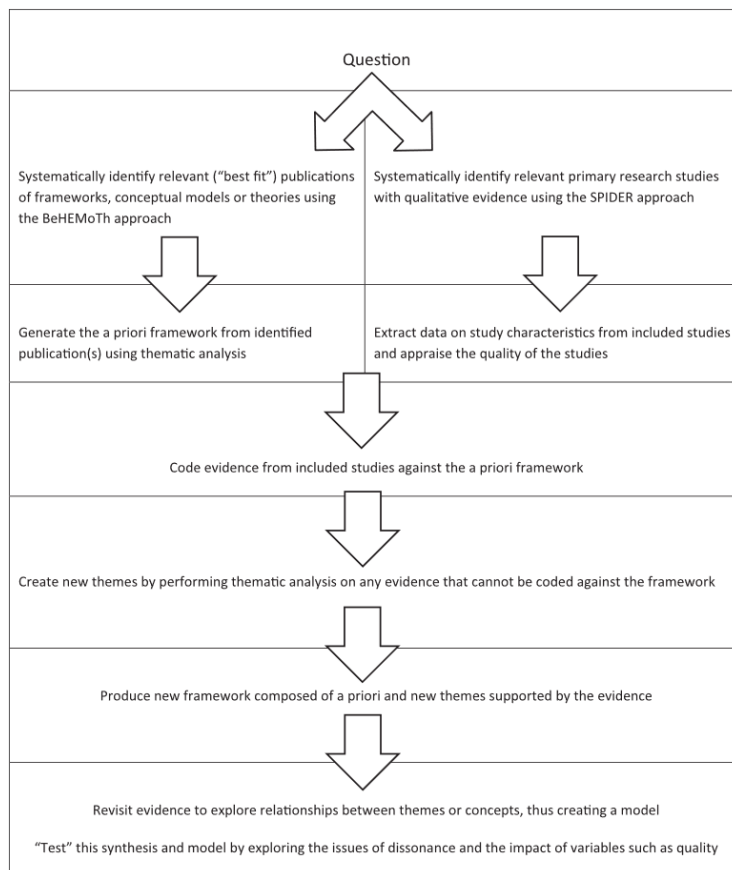 Question
Systematically identify relevant (“best fit”) publications
of frameworks, conceptual models or theories using
the BeHEMoTh approach
Systematically identify relevant primary research studies
with qualitative evidence using the SPIDER approach
Generate the a priori framework from identified
publication(s) using thematic analysis
Extract data on study characteristics from included studies
and appraise the quality of the studies
Code evidence from included studies against the a priori framework
Create new themes by performing thematic analysis on any evidence that cannot be coded against the framework
Produce new framework composed of a priori and new themes supported by the evidence
Revisit evidence to explore relationships between themes or concepts, thus creating a model
“Test” this synthesis and model by exploring the issues of dissonance and the impact of variables such as quality